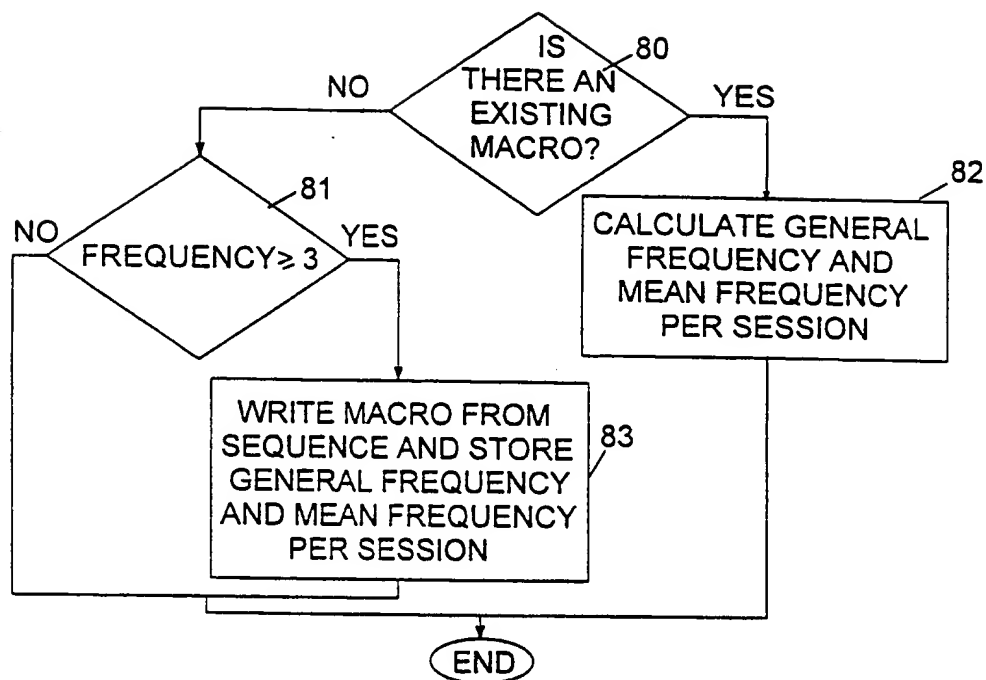 IS
THERE AN
EXISTING
MACRO?
80
NO
YES
81
NO
FREQUENCY ≥ 3
YES
82
CALCULATE GENERAL
FREQUENCY AND
MEAN FREQUENCY
PER SESSION
WRITE MACRO FROM
SEQUENCE AND STORE
GENERAL FREQUENCY
AND MEAN FREQUENCY
PER SESSION
83
END